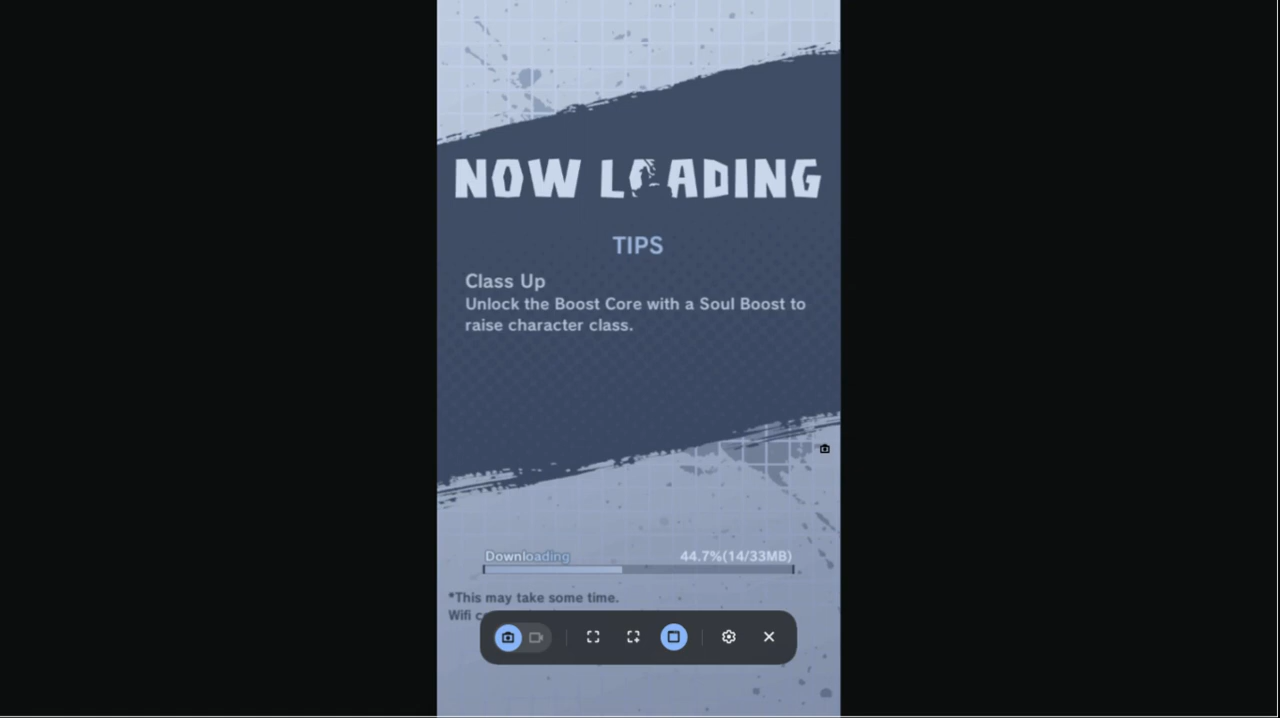 NOW LOADING
TIPS
Class Up
Unlock the Boost Core with a Soul Boost to
raise character class.
Downloading 44.7%(14/33MB)
*This may take some time.
Wifi